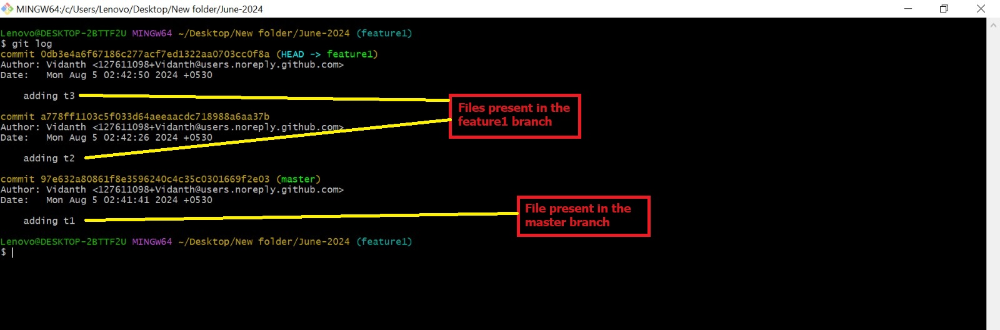 MINGW64:/c/Users/Lenovo/Desktop/New folder/June-2024
Lenovo@DESKTOP-2BTTF2U MINGW64 ~/Desktop/New folder/June-2024 (feature1)
$ git log
commit 0db3e4a6f67186c277acf7ed1322aa0703cc0f8a (HEAD -> feature1)
Author: Vidanth <127611098+Vidanth@users.noreply.github.com>
Date:   Mon Aug 5 02:42:50 2024 +0530
adding t3
Files present in the
feature1 branch
commit a778ff1103c5f033d64aeeaacdc718988a6aa37b
Author: Vidanth <127611098+Vidanth@users.noreply.github.com>
Date:   Mon Aug 5 02:42:26 2024 +0530
adding t2
commit 97e632a80861f8e3596240c4c35c0301669f2e03 (master)
Author: Vidanth <127611098+Vidanth@users.noreply.github.com>
Date:   Mon Aug 5 02:41:41 2024 +0530
adding t1
File present in the
master branch
Lenovo@DESKTOP-2BTTF2U MINGW64 ~/Desktop/New folder/June-2024 (feature1)
$